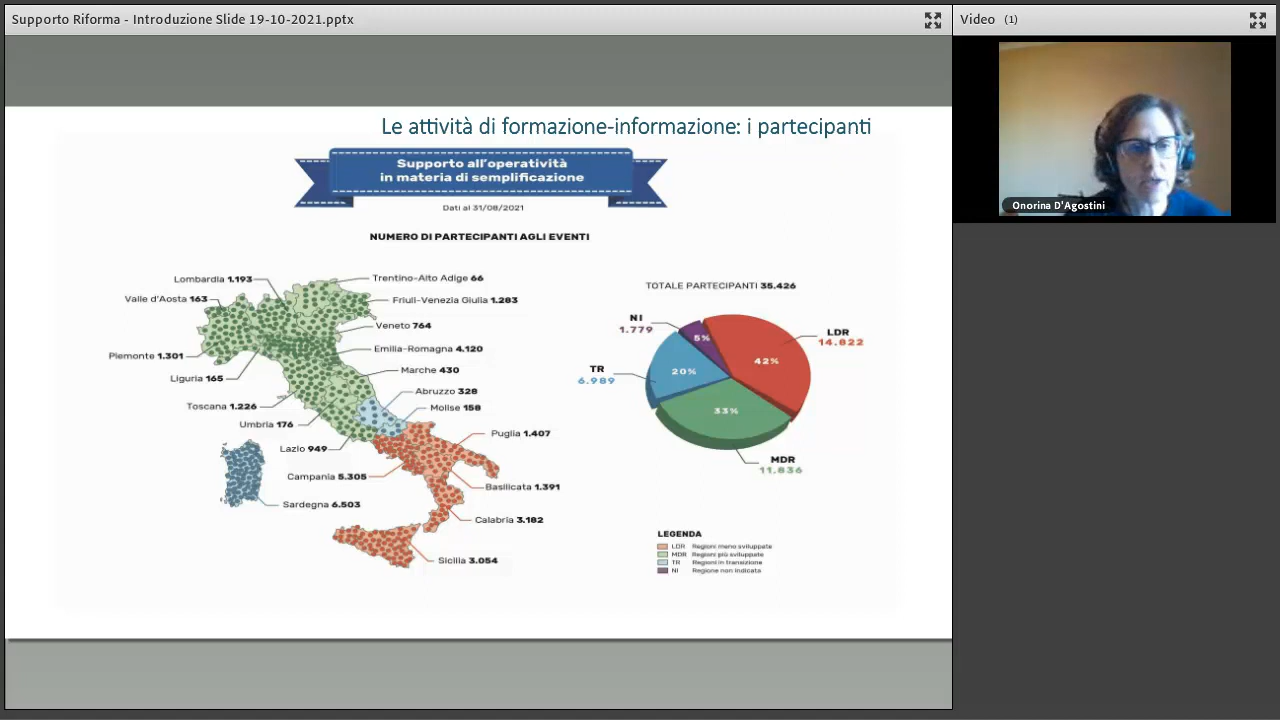 Supporto Riforma - Introduzione Slide 19-10-2021.pptx
Video (1)
Onorina D'Agostini
Le attività di formazione-informazione: i partecipanti
Supporto all'operatività
in materia di semplificazione
Dati al 31/08/2021
NUMERO DI PARTECIPANTI AGLI EVENTI
Lombardia 1.193
Trentino-Alto Adige 66
Valle d'Aosta 163
Friuli-Venezia Giulia 1.283
Veneto 764
Piemonte 1.301
Emilia-Romagna 4.120
Liguria 165
Marche 430
Abruzzo 328
Toscana 1.226
Molise 158
Umbria 176
Puglia 1.407
Lazio 949
Campania 5.305
Basilicata 1.391
Sardegna 6.503
Calabria 3.182
Sicilia 3.054
TOTALE PARTECIPANTI 35.426
NI
1.779
5%
LDR
14.822
42%
TR
6.989
20%
33%
MDR
11.836
LEGENDA
LDR Regioni meno sviluppate
MDR Regioni più sviluppate
TR Regioni in transizione
NI Regione non indicata